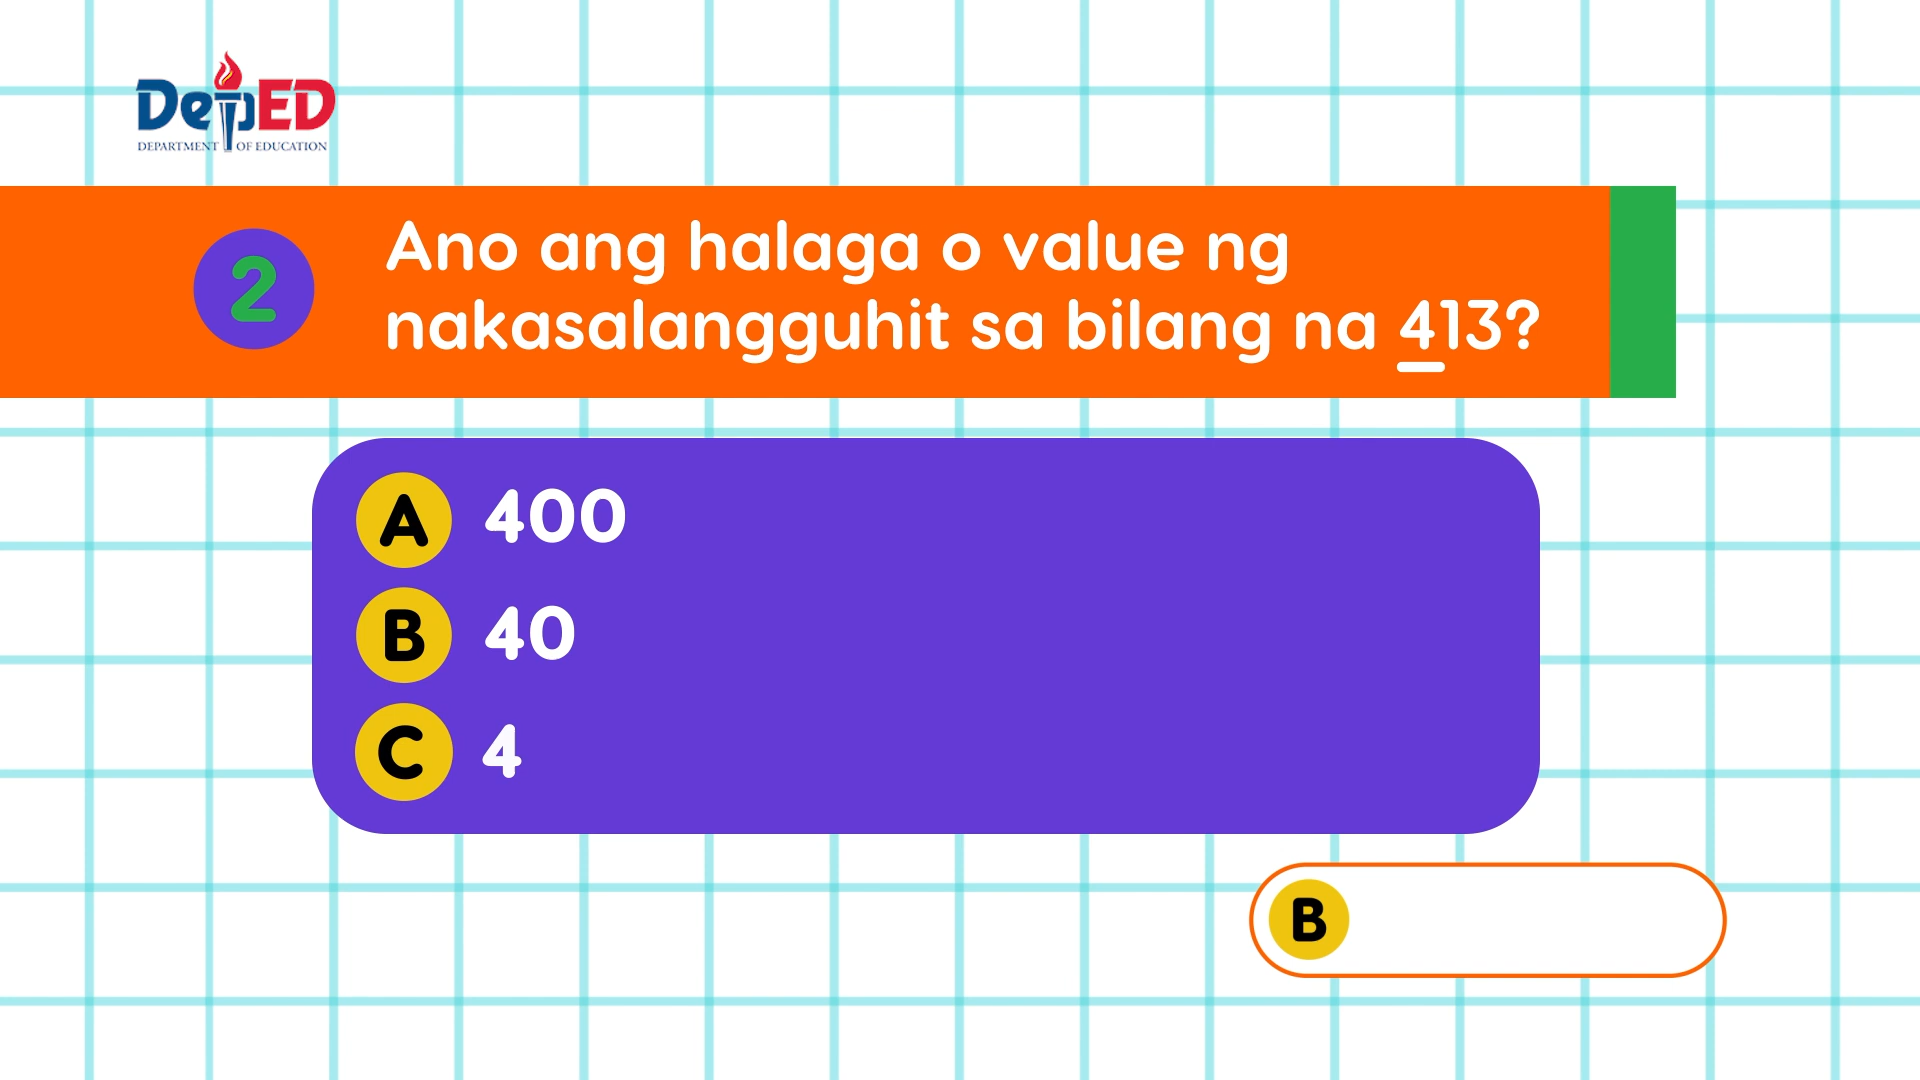 DepED
DEPARTMENT OF EDUCATION
2
Ano ang halaga o value ng
nakasalangguhit sa bilang na 413?
A 400
B 40
C 4
B